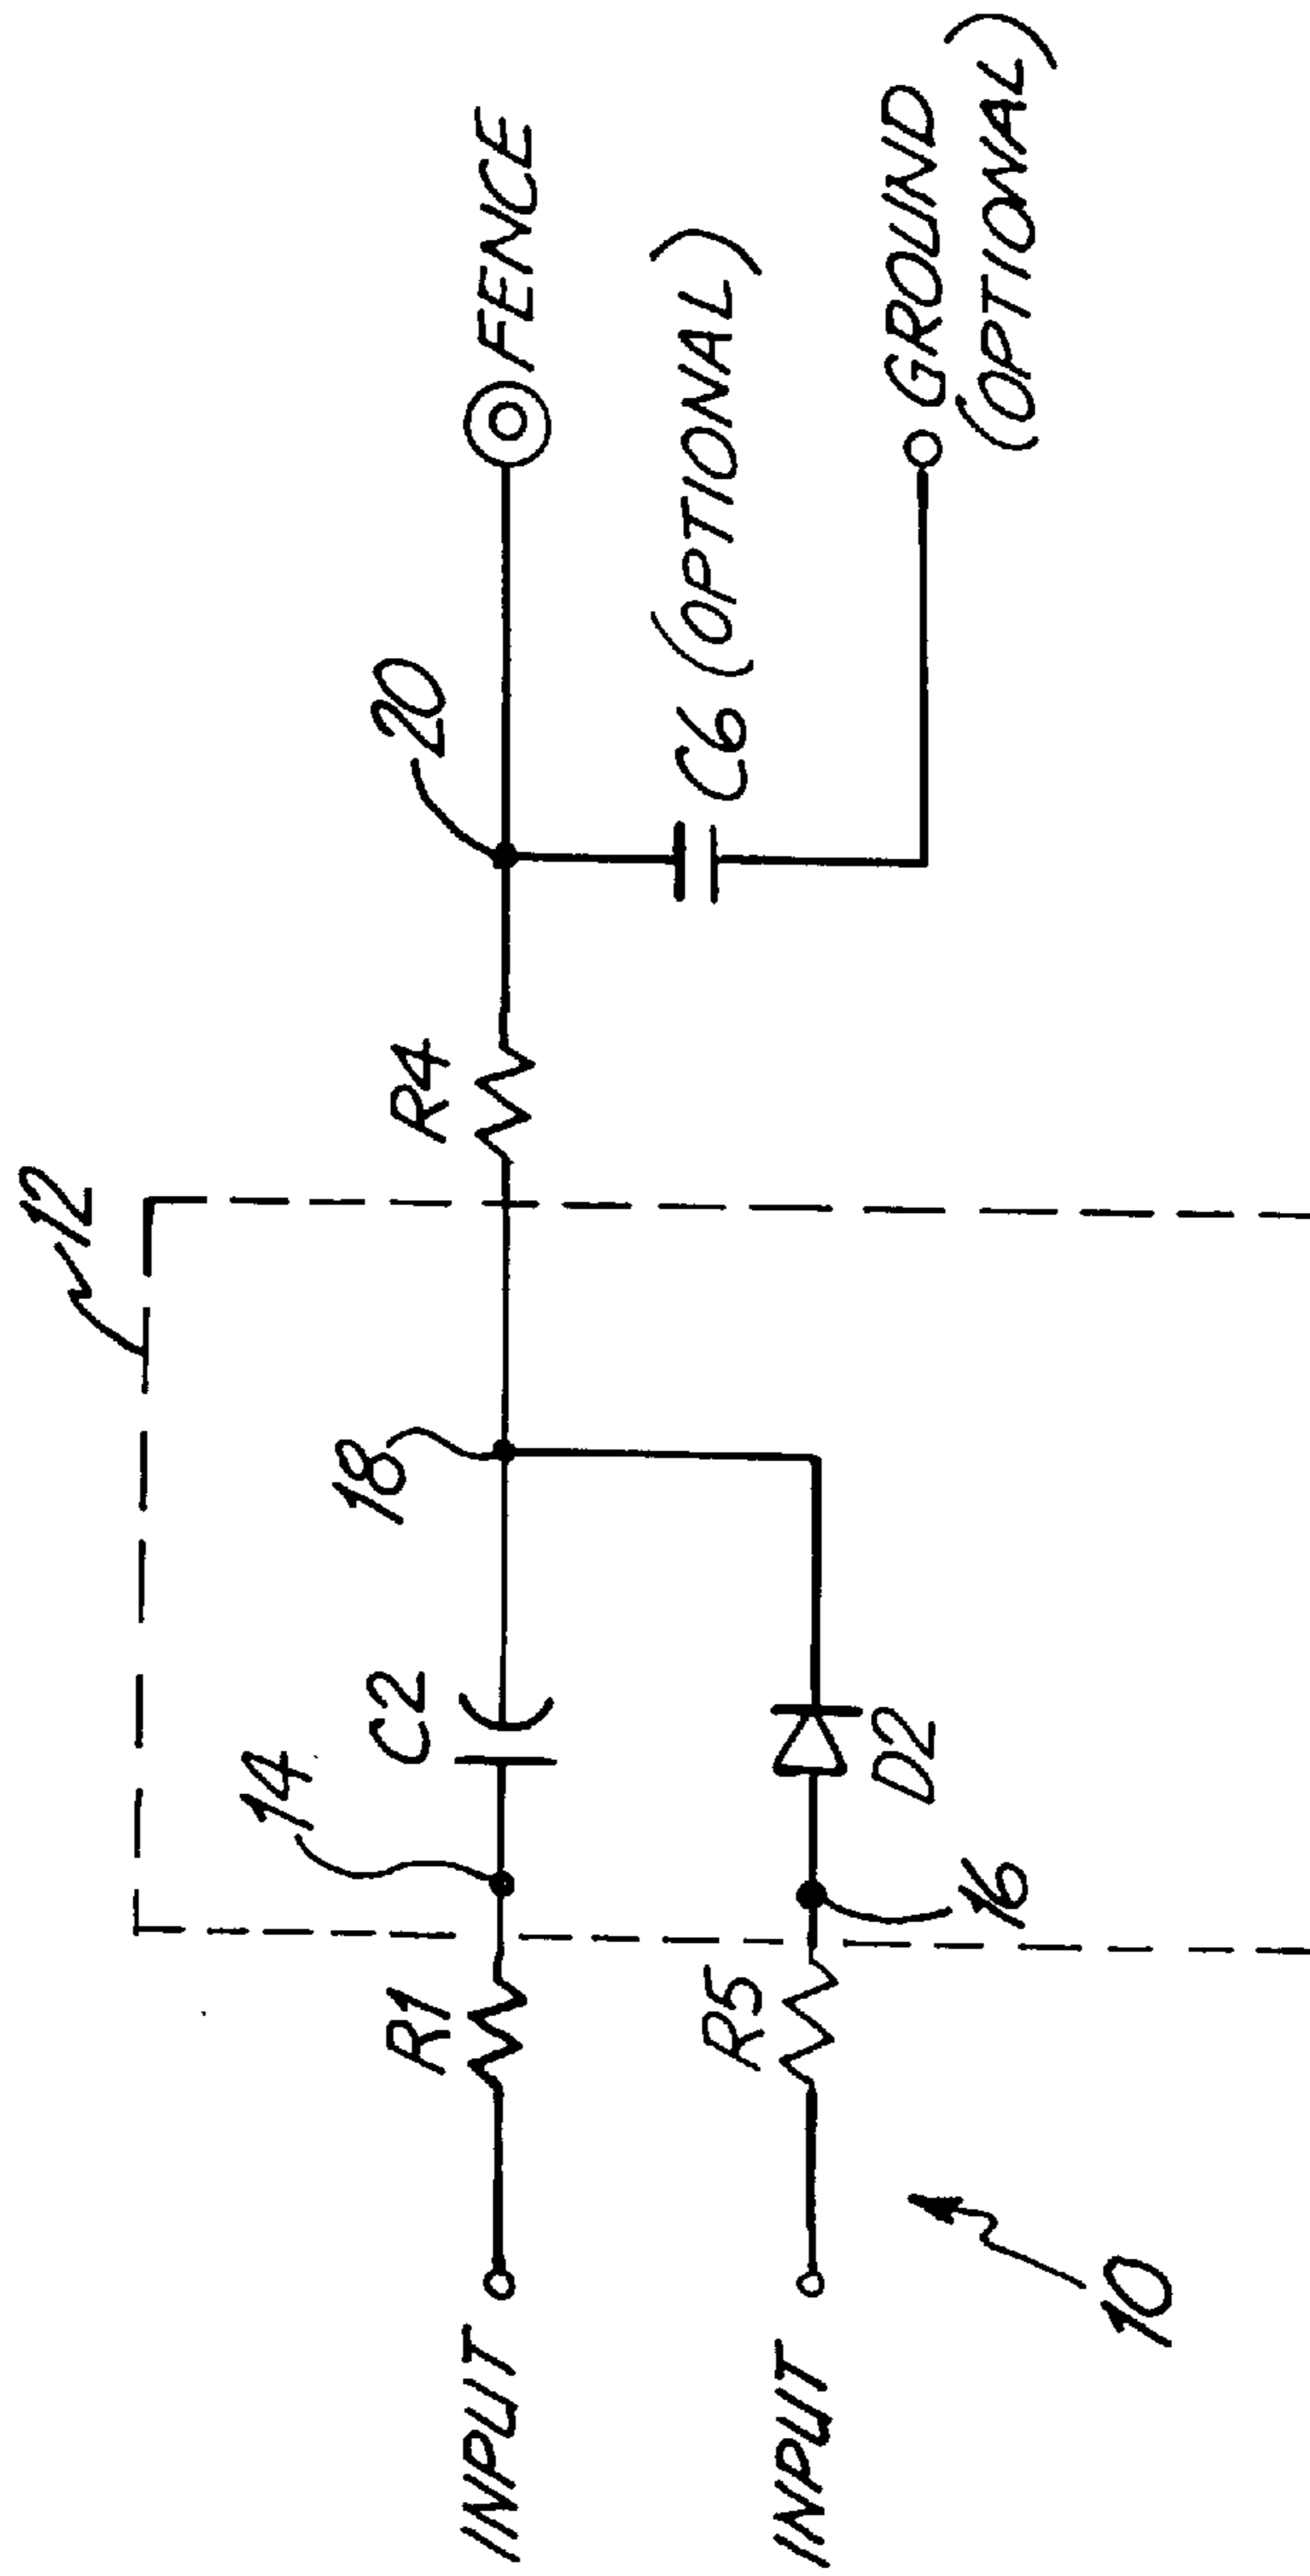 12
14
C2
18
R4
20
FENCE
INPUT
R1
C6 (OPTIONAL)
INPUT
R5
D2
16
GROUND
(OPTIONAL)
10